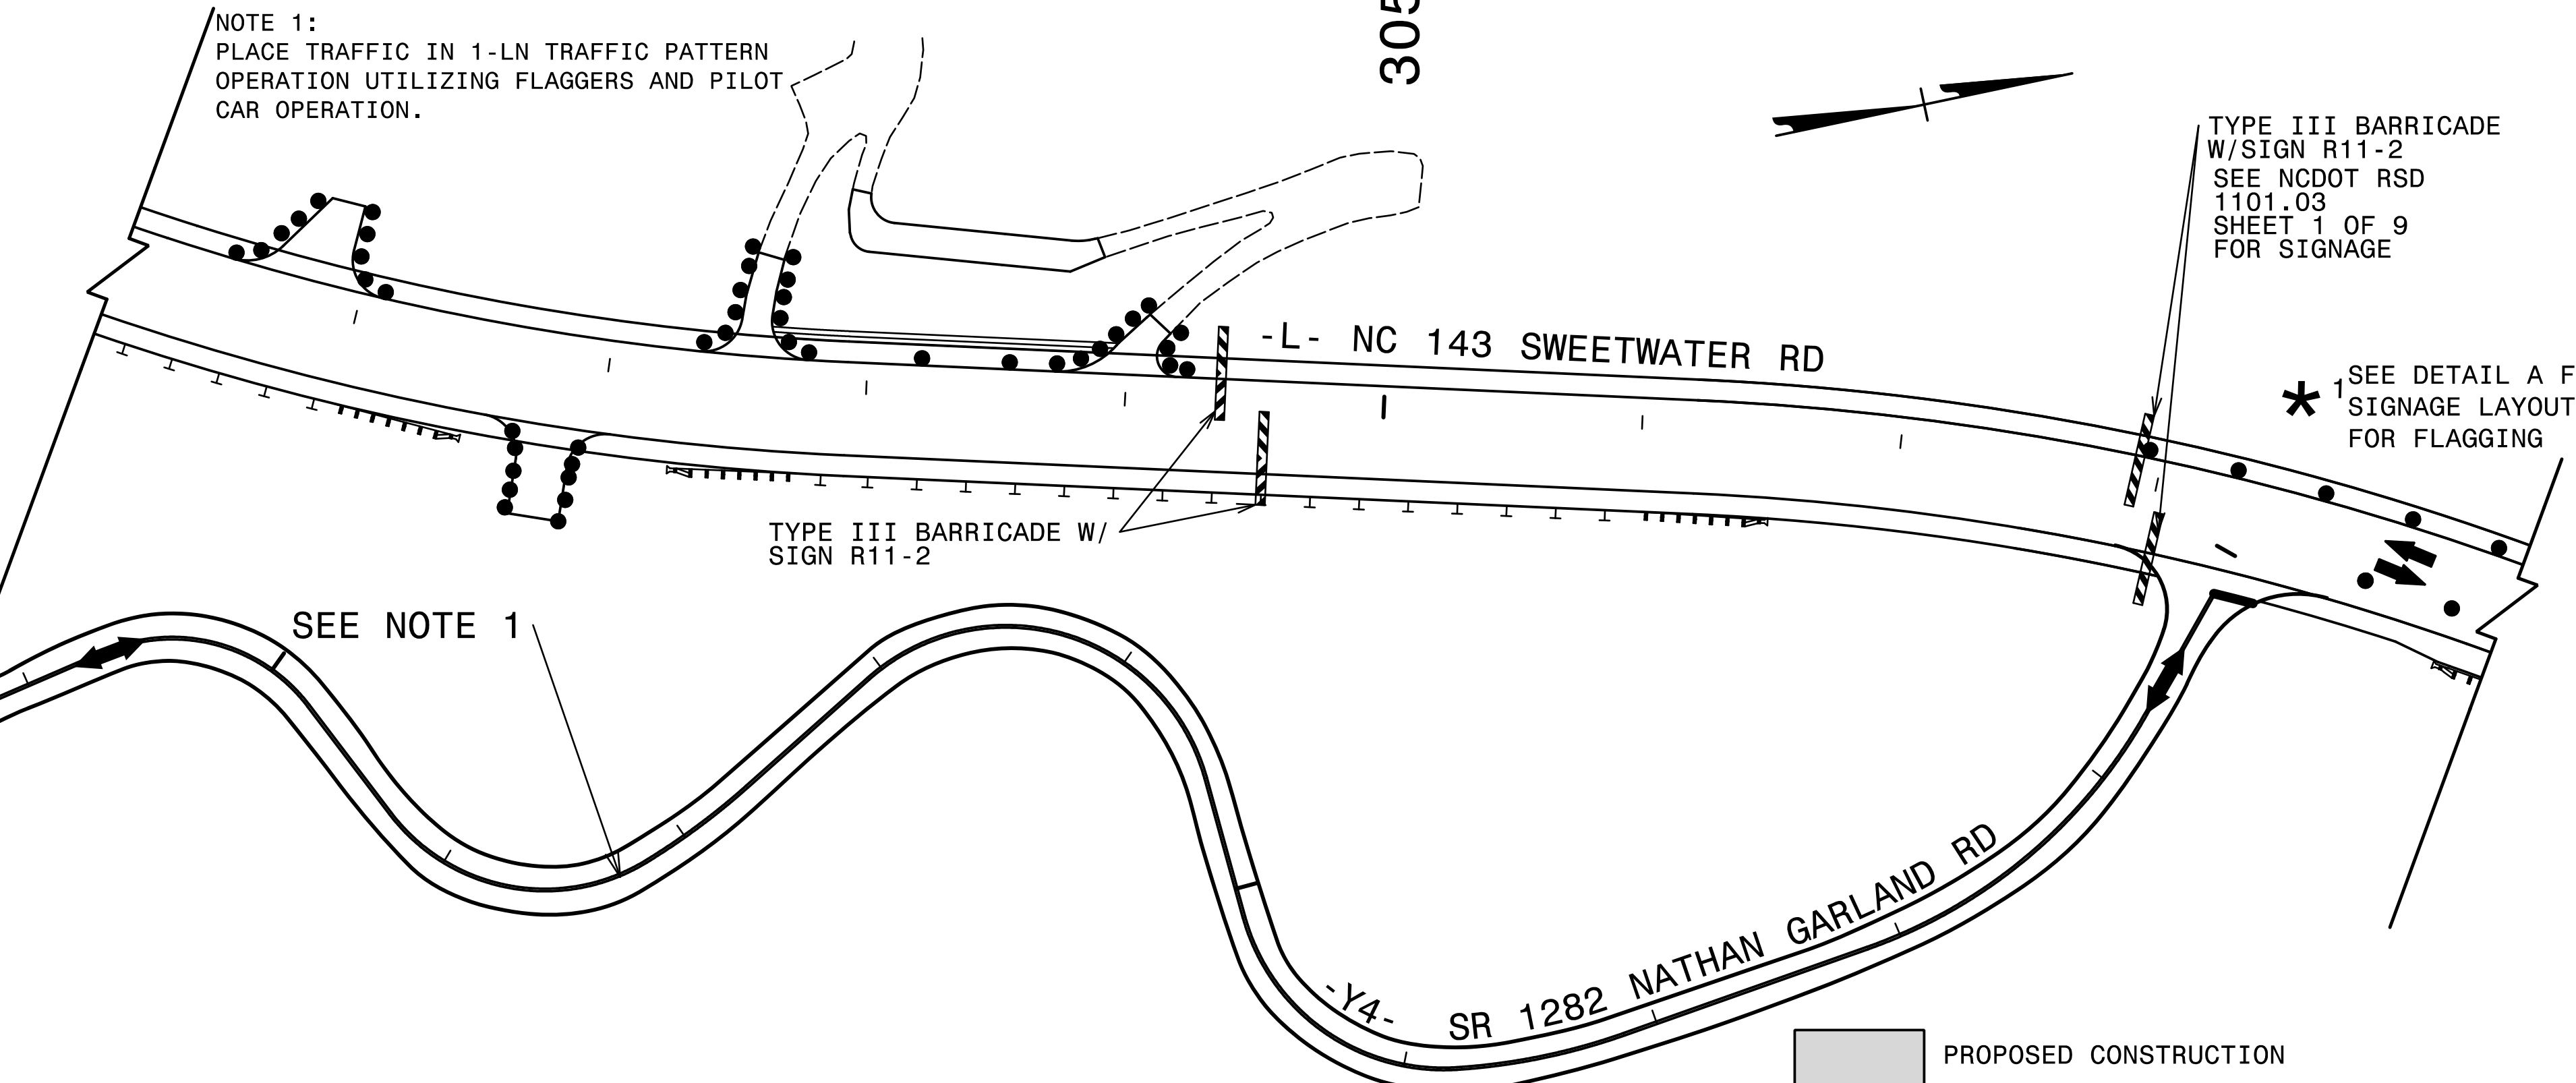 NOTE 1:
PLACE TRAFFIC IN 1-LN TRAFFIC PATTERN
OPERATION UTILIZING FLAGGERS AND PILOT
CAR OPERATION.
305
TYPE III BARRICADE
W/SIGN R11-2
SEE NCDOT RSD
1101.03
SHEET 1 OF 9
FOR SIGNAGE
-L- NC 143 SWEETWATER RD
* 1 SEE DETAIL A F
SIGNAGE LAYOUT
FOR FLAGGING
TYPE III BARRICADE W/
SIGN R11-2
SEE NOTE 1
-Y4- SR 1282 NATHAN GARLAND RD
PROPOSED CONSTRUCTION